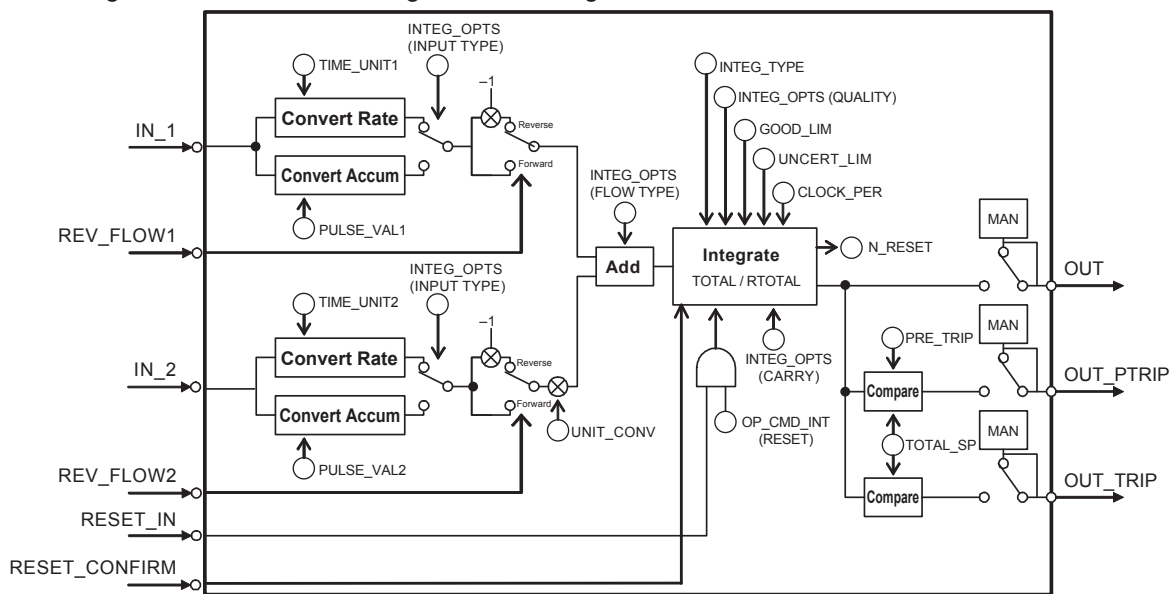 INTEG_OPTS
(INPUT TYPE)
TIME_UNIT1
–1
Convert Rate
Reverse
IN_1
Convert Accum
Forward
PULSE_VAL1
REV_FLOW1
INTEG_TYPE
INTEG_OPTS (QUALITY)
GOOD_LIM
UNCERT_LIM
CLOCK_PER
INTEG_OPTS
(FLOW TYPE)
Add
Integrate
TOTAL / RTOTAL
N_RESET
MAN
OUT
INTEG_OPTS
(INPUT TYPE)
TIME_UNIT2
–1
Convert Rate
Reverse
IN_2
Convert Accum
Forward
UNIT_CONV
PULSE_VAL2
REV_FLOW2
INTEG_OPTS
(CARRY)
OP_CMD_INT
(RESET)
PRE_TRIP
MAN
Compare
OUT_PTRIP
TOTAL_SP
MAN
Compare
OUT_TRIP
RESET_IN
RESET_CONFIRM